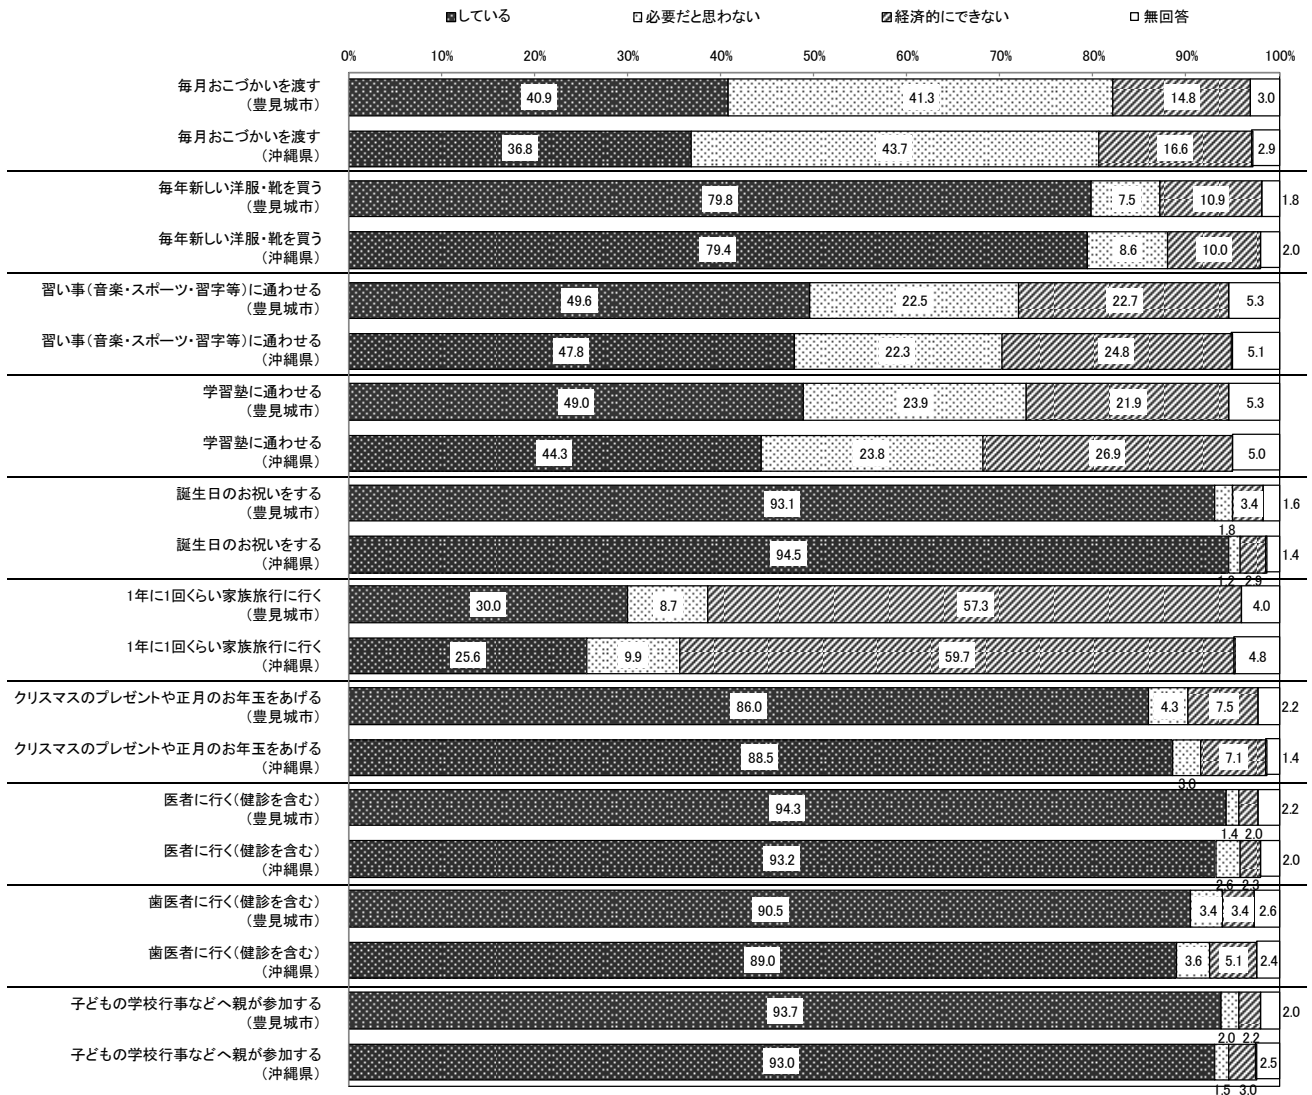 している 必要だと思わない 経済的にできない 無回答
0% 10% 20% 30% 40% 50% 60% 70% 80% 90% 100%
毎月おこづかいを渡す
（豊見城市）
40.9 41.3 14.8 3.0
毎月おこづかいを渡す
（沖縄県）
36.8 43.7 16.6 2.9
毎年新しい洋服・靴を買う
（豊見城市）
79.8 7.5 10.9 1.8
毎年新しい洋服・靴を買う
（沖縄県）
79.4 8.6 10.0 2.0
習い事（音楽・スポーツ・習字等）に通わせる
（豊見城市）
49.6 22.5 22.7 5.3
習い事（音楽・スポーツ・習字等）に通わせる
（沖縄県）
47.8 22.3 24.8 5.1
学習塾に通わせる
（豊見城市）
49.0 23.9 21.9 5.3
学習塾に通わせる
（沖縄県）
44.3 23.8 26.9 5.0
誕生日のお祝いをする
（豊見城市）
93.1 1.8 3.4 1.6
誕生日のお祝いをする
（沖縄県）
94.5 1.2 2.9 1.4
1年に1回くらい家族旅行に行く
（豊見城市）
30.0 8.7 57.3 4.0
1年に1回くらい家族旅行に行く
（沖縄県）
25.6 9.9 59.7 4.8
クリスマスのプレゼントや正月のお年玉をあげる
（豊見城市）
86.0 4.3 7.5 2.2
クリスマスのプレゼントや正月のお年玉をあげる
（沖縄県）
88.5 3.0 7.1 1.4
医者に行く（健診を含む）
（豊見城市）
94.3 1.4 2.0 2.2
医者に行く（健診を含む）
（沖縄県）
93.2 2.6 2.3 2.0
歯医者に行く（健診を含む）
（豊見城市）
90.5 3.4 3.4 2.6
歯医者に行く（健診を含む）
（沖縄県）
89.0 3.6 5.1 2.4
子どもの学校行事などへ親が参加する
（豊見城市）
93.7 2.0 2.2 2.0
子どもの学校行事などへ親が参加する
（沖縄県）
93.0 1.5 3.0 2.5